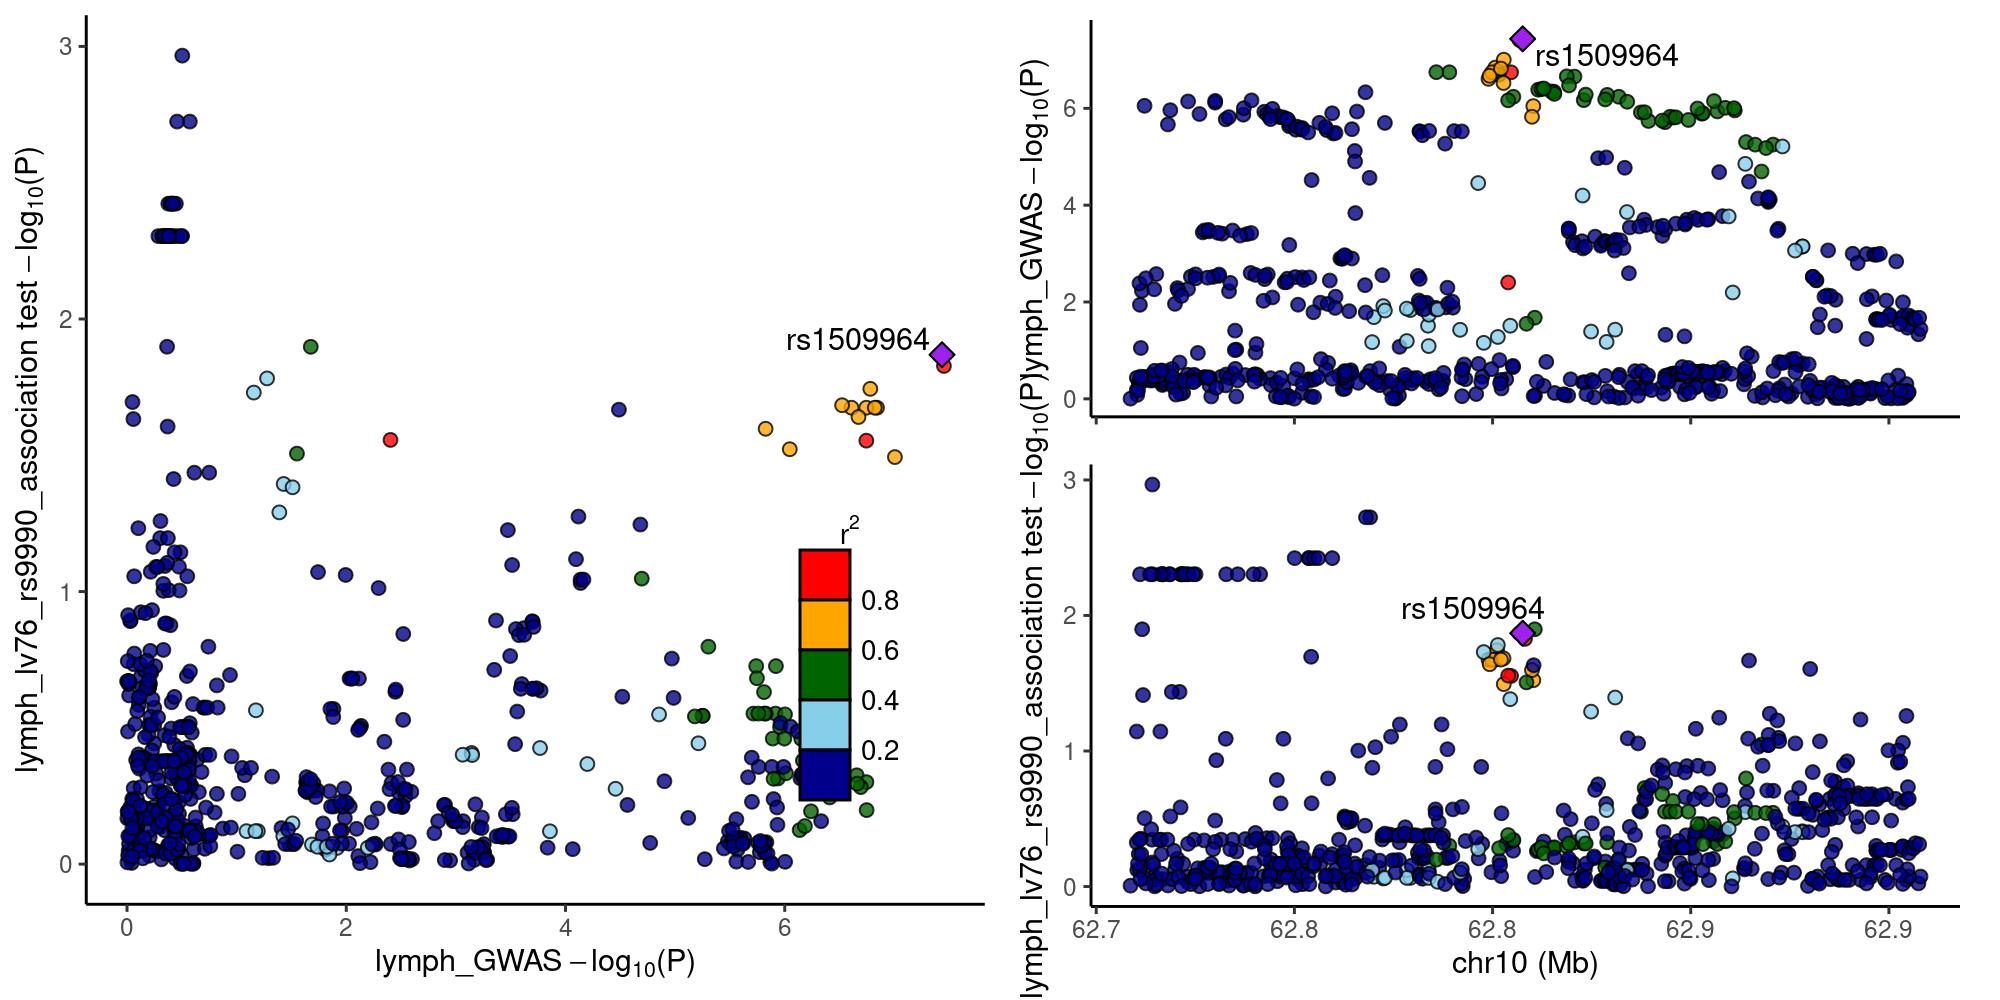 lymph_lv76_rs9990_association test −log10(P)
3
2
1
0
0
2
4
6
lymph_GWAS −log10(P)
rs1509964
r2
0.8
0.6
0.4
0.2
lymph_GWAS −log10(P)
6
4
2
0
rs1509964
lymph_lv76_rs9990_association test −log10(P)
3
2
1
0
rs1509964
62.7
62.8
62.8
62.9
62.9
chr10 (Mb)